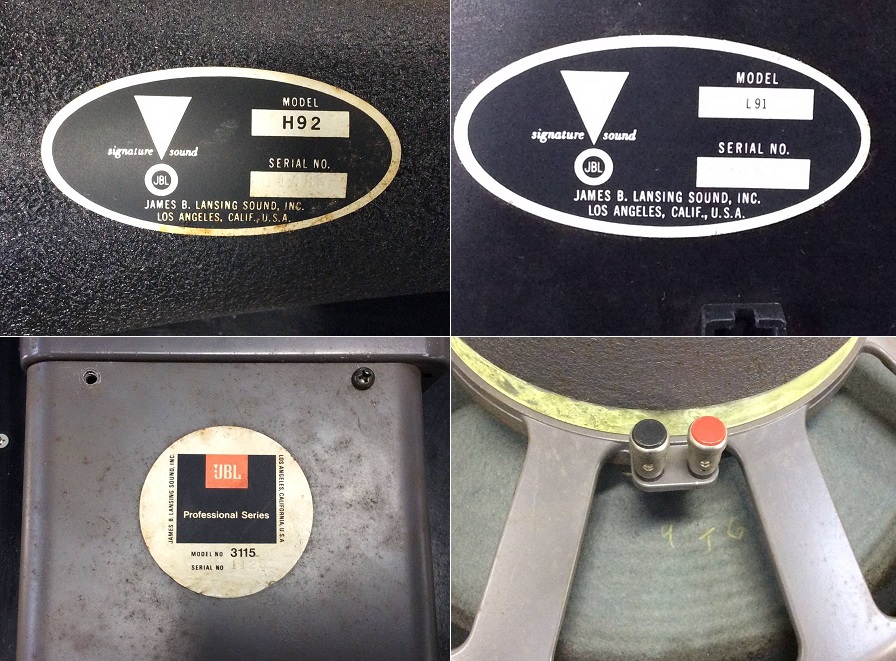 MODEL
H92
signature sound
SERIAL NO.
JBL
JAMES B. LANSING SOUND, INC.
LOS ANGELES, CALIF., U.S.A.
MODEL
L91
signature sound
SERIAL NO.
JBL
JAMES B. LANSING SOUND, INC.
LOS ANGELES, CALIF., U.S.A.
JAMES B. LANSING SOUND, INC.
JBL
LOS ANGELES, CALIFORNIA, U.S.A
Professional Series
MODEL NO 3115
SERIAL NO